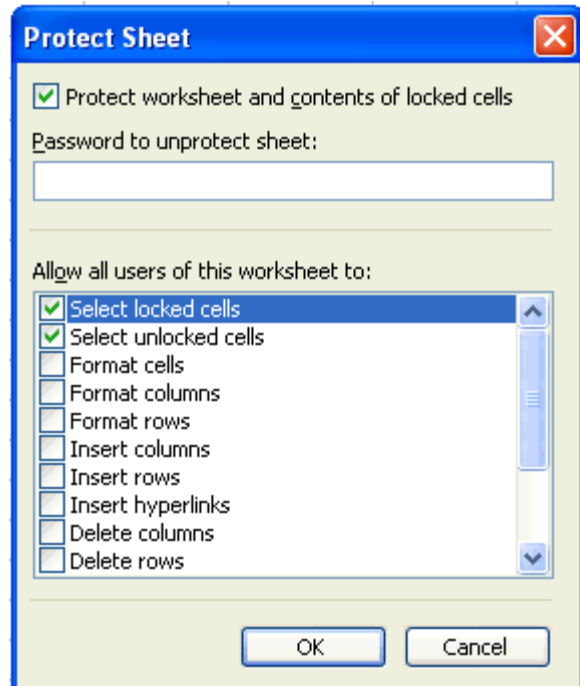 Protect Sheet
Protect worksheet and contents of locked cells
Password to unprotect sheet:
Allow all users of this worksheet to:
Select locked cells
Select unlocked cells
Format cells
Format columns
Format rows
Insert columns
Insert rows
Insert hyperlinks
Delete columns
Delete rows
OK Cancel